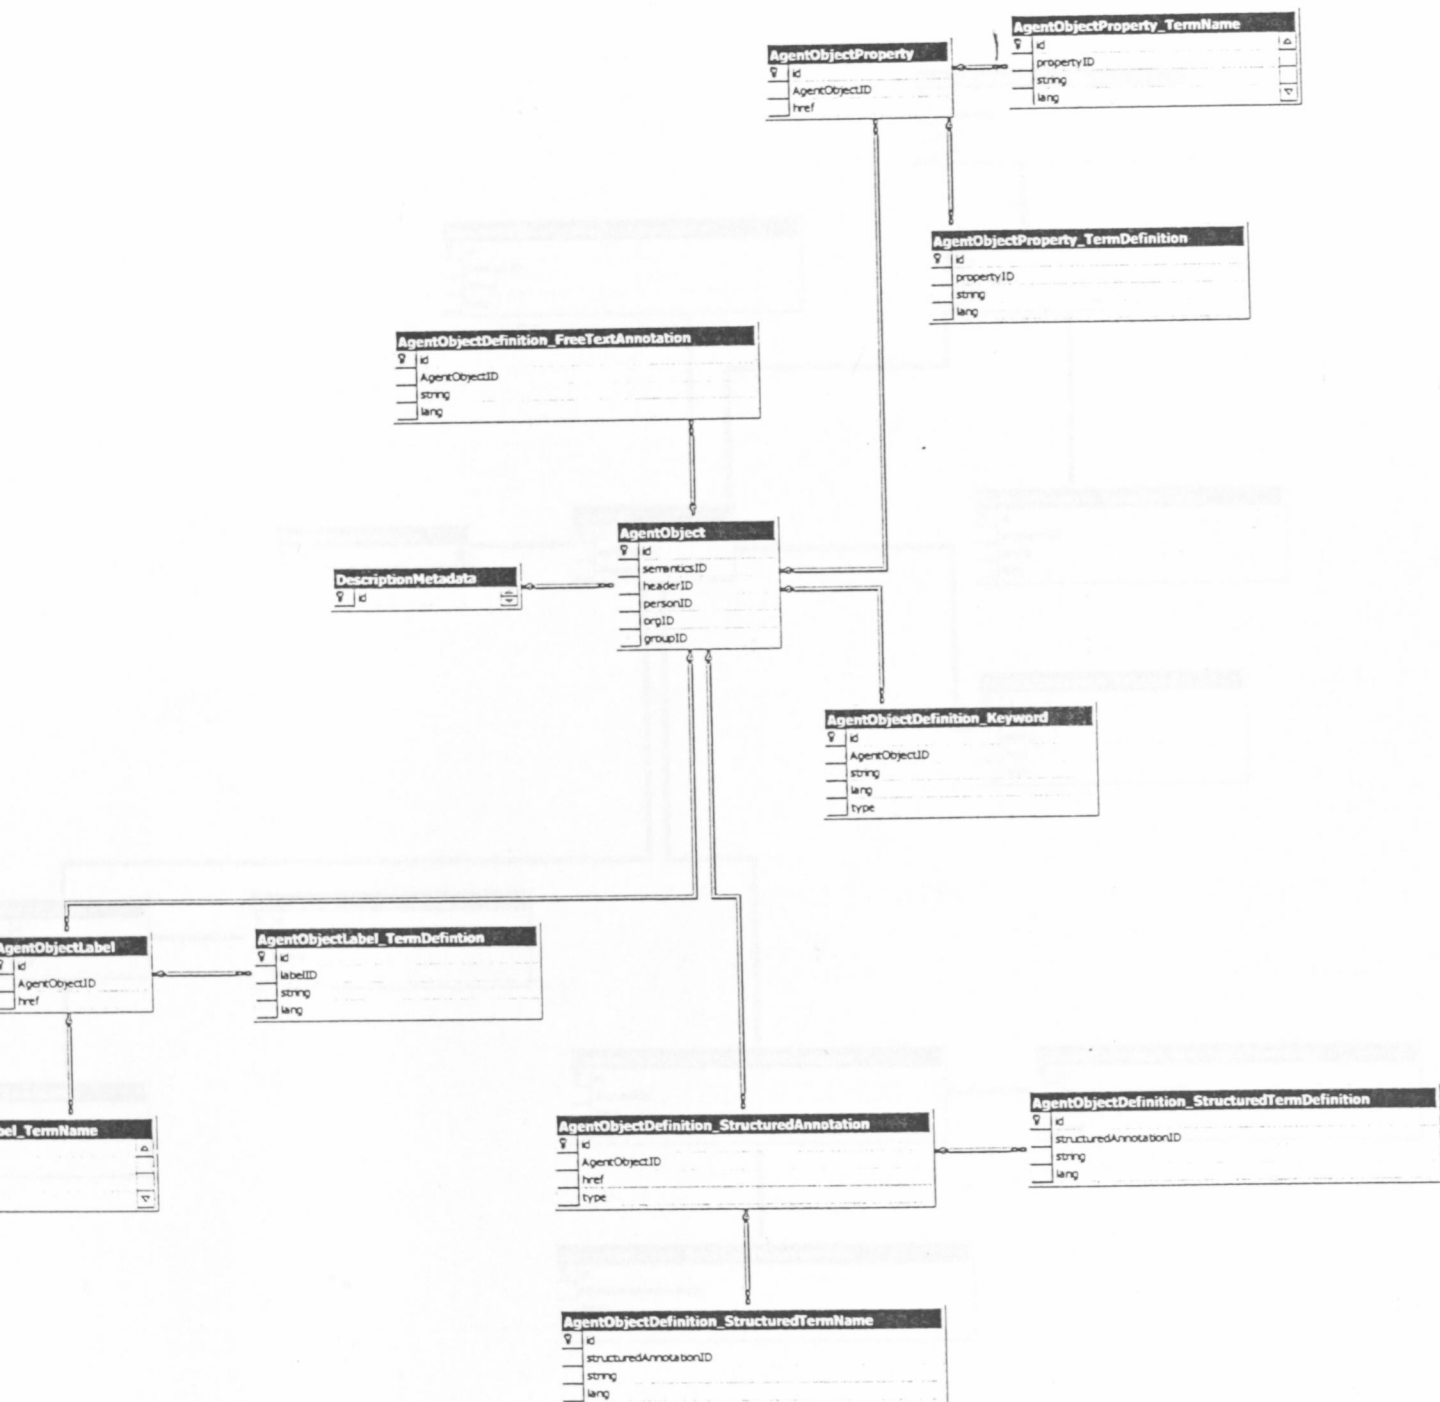 AgentObjectProperty_TermName
id
propertyID
string
lang
AgentObjectProperty
id
AgentObjectID
href
AgentObjectProperty_TermDefinition
id
propertyID
string
lang
AgentObjectDefinition_FreeTextAnnotation
id
AgentObjectID
string
lang
AgentObject
id
semanticsID
headerID
personID
orgID
groupID
DescriptionMetadata
id
AgentObjectDefinition_Keyword
id
AgentObjectID
string
lang
type
AgentObjectLabel
id
AgentObjectID
href
AgentObjectLabel_TermDefintion
id
labelID
string
lang
bel_TermName
AgentObjectDefinition_StructuredAnnotation
id
AgentObjectID
href
type
AgentObjectDefinition_StructuredTermDefinition
id
structuredAnnotationID
string
lang
AgentObjectDefinition_StructuredTermName
id
structuredAnnotationID
string
lang